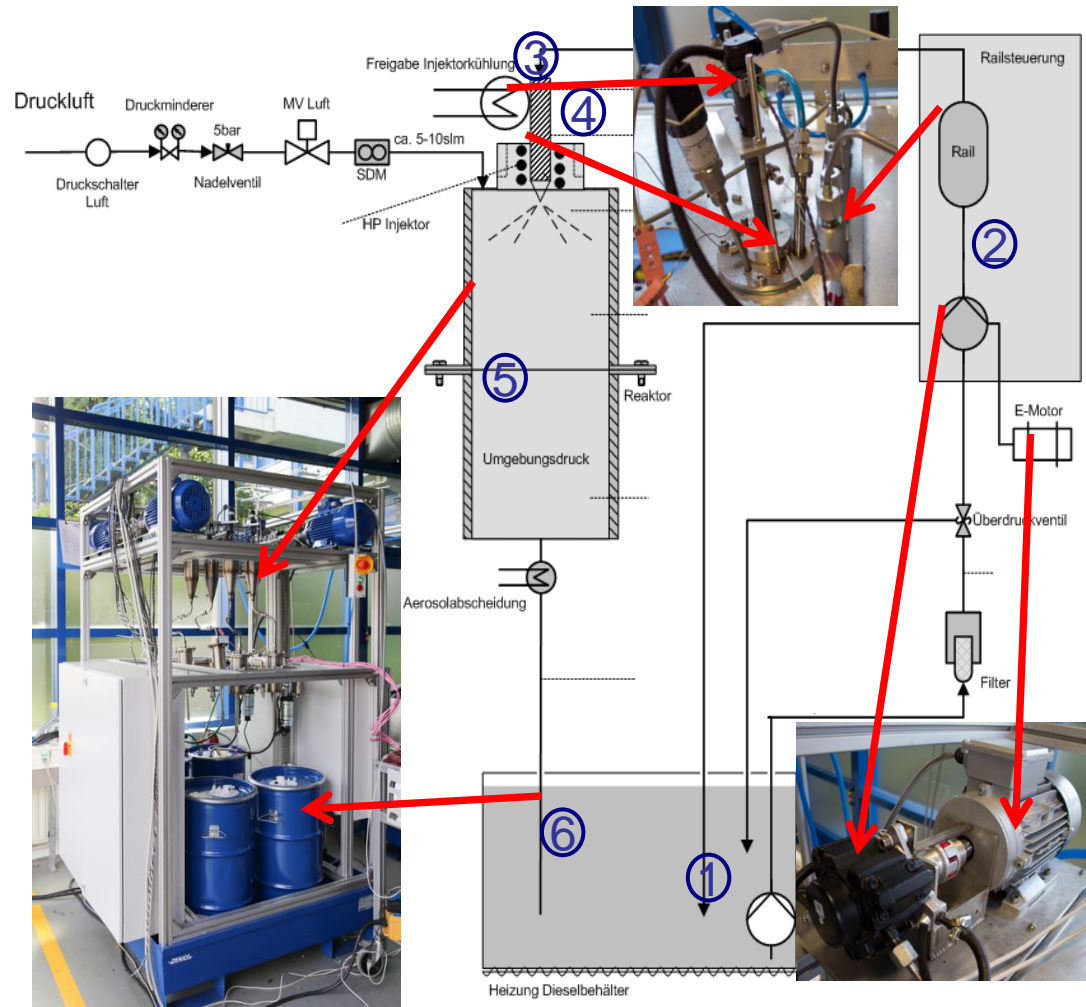 Freigabe Injektorkühlung
③
④
Druckluft
Druckminderer
MV Luft
5bar
ca. 5-10slm
Druckschalter
Luft
Nadelventil
SDM
HP Injektor
Railsteuerung
Rail
②
⑤
Reaktor
E-Motor
Umgebungsdruck
Überdruckventil
Aerosolabscheidung
Filter
⑥
①
DENIOS
Heizung Dieselbehälter